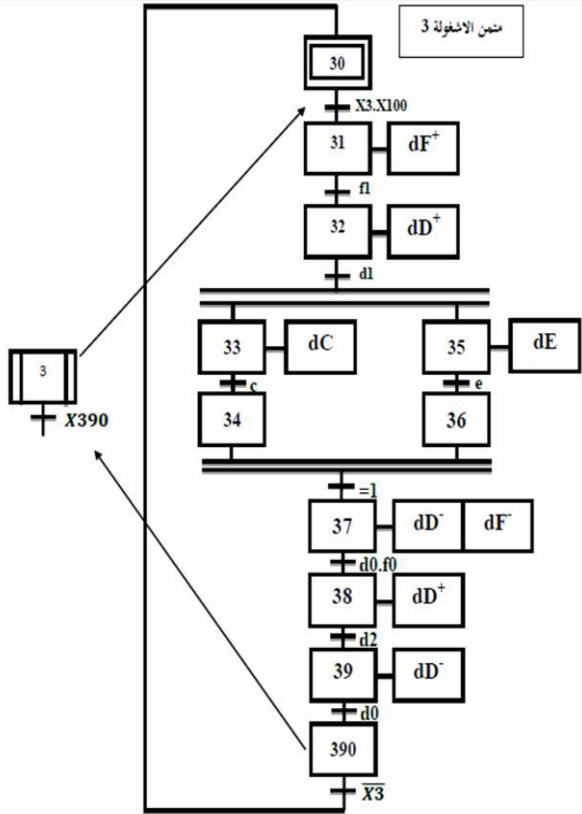 متمن الاشغولة 3
30
X3.X100
31 dF⁺
f1
32 dD⁺
d1
33 dC 35 dE
c e
34 36
3
X390
=1
37 dD⁻ dF⁻
d0.f0
38 dD⁺
d2
39 dD⁻
d0
390
X̅3̅